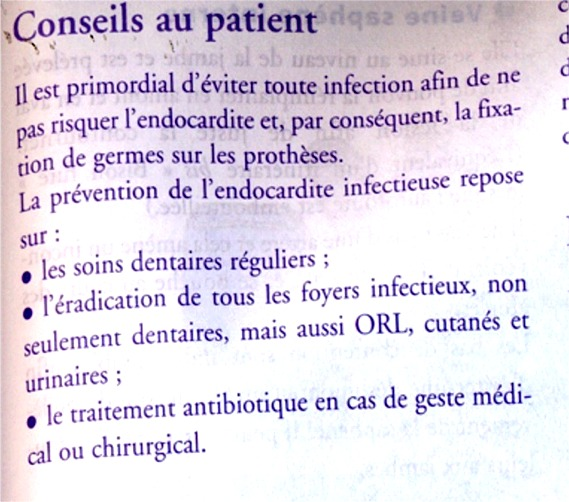 Conseils au patient
Il est primordial d'éviter toute infection afin de ne
pas risquer l'endocardite et, par conséquent, la fixa-
tion de germes sur les prothèses.
La prévention de l'endocardite infectieuse repose
sur :
• les soins dentaires réguliers ;
• l'éradication de tous les foyers infectieux, non
seulement dentaires, mais aussi ORL, cutanés et
urinaires ;
• le traitement antibiotique en cas de geste médi-
cal ou chirurgical.